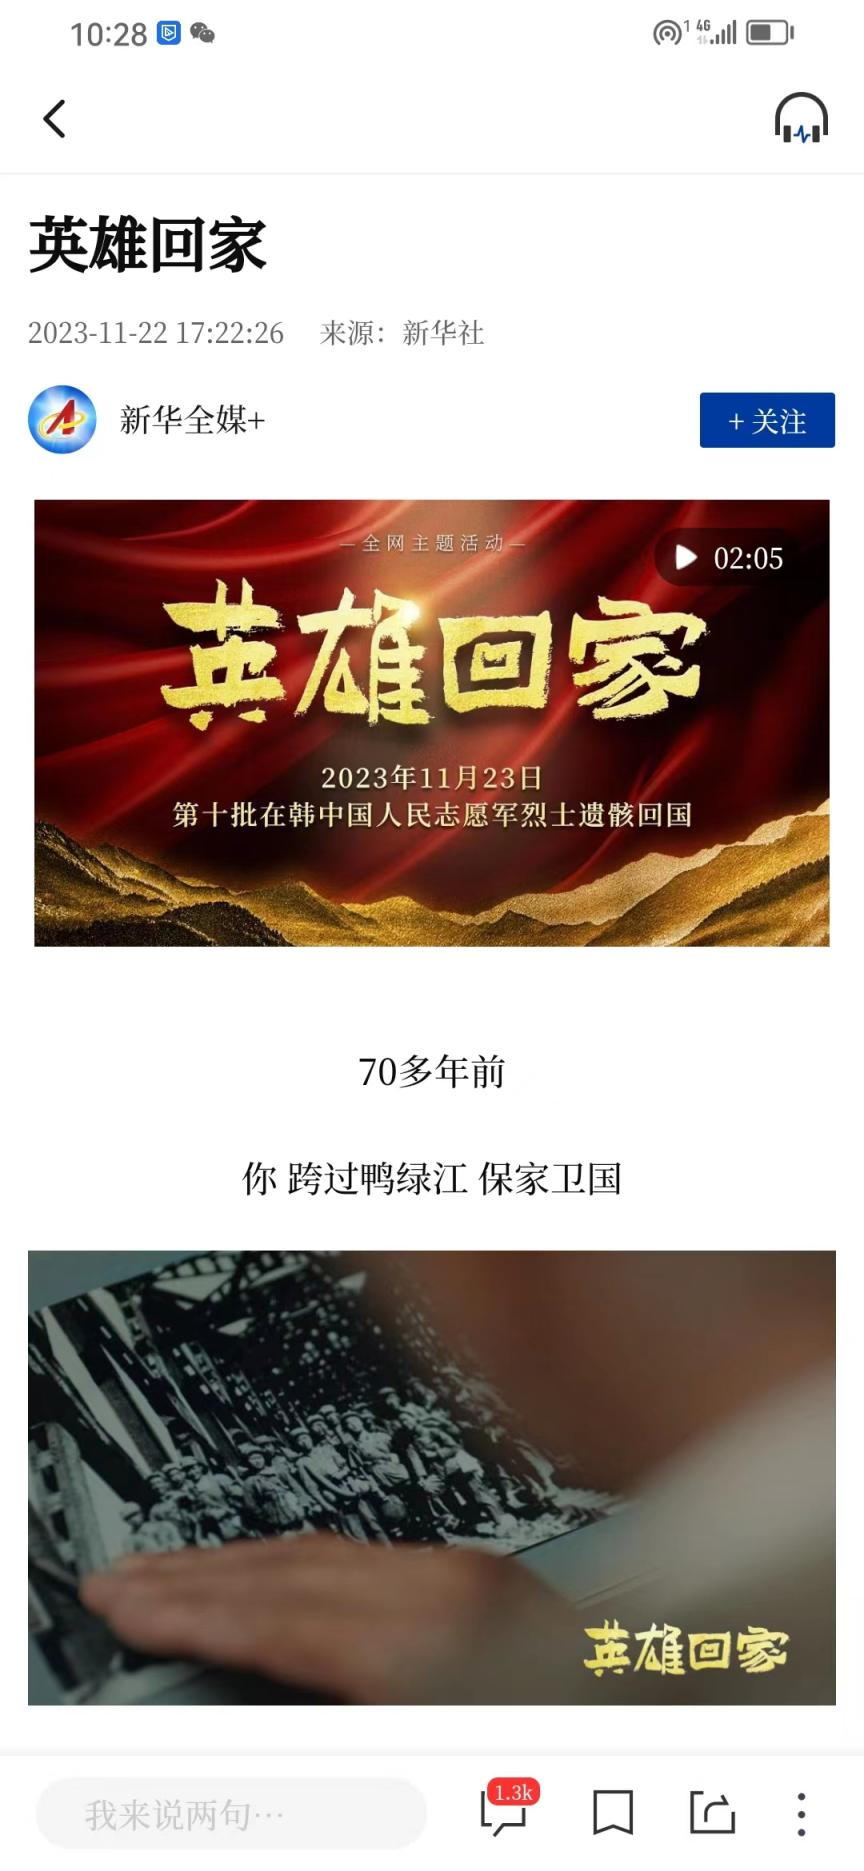 10:28
1 4G
英雄回家
2023-11-22 17:22:26 来源：新华社
新华全媒+
+ 关注
全网主题活动
02:05
英雄回家
2023年11月23日
第十批在韩中国人民志愿军烈士遗骸回国
70多年前
你 跨过鸭绿江 保家卫国
英雄回家
我来说两句…
1.3k